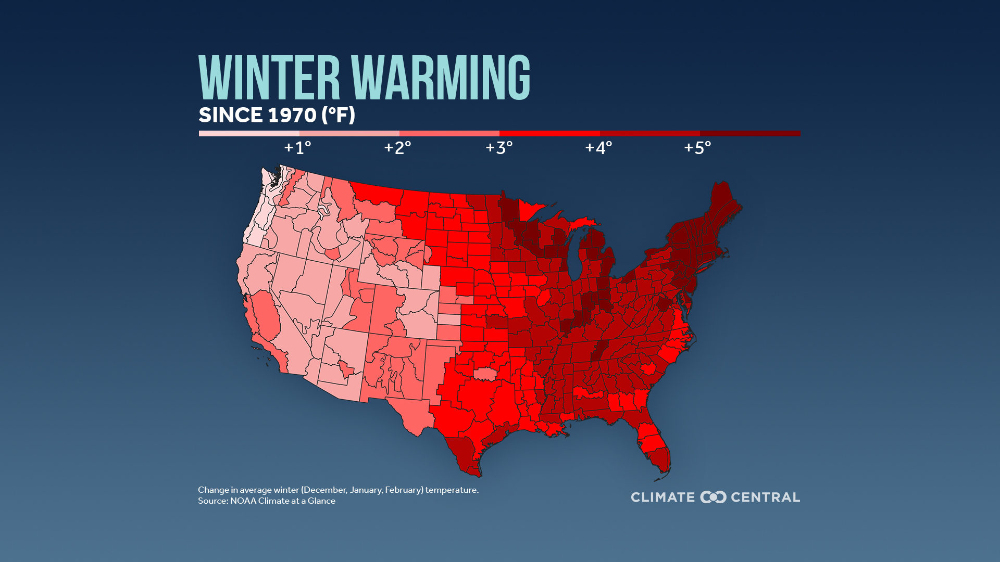 WINTER WARMING
SINCE 1970 (°F)
+1° +2° +3° +4° +5°
Change in average winter (December, January, February) temperature.
Source: NOAA Climate at a Glance
CLIMATE CENTRAL